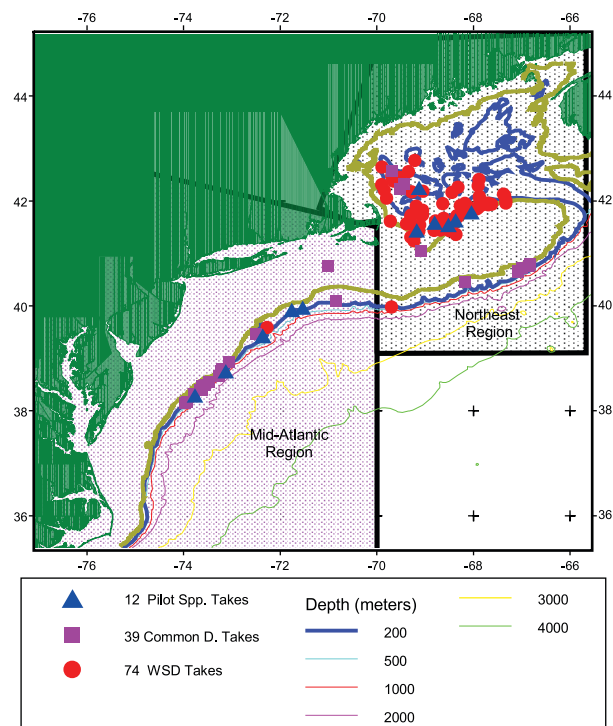 -76 -74 -72 -70 -68 -66
44 44
42 42
40 40
Northeast
Region
38 38
Mid-Atlantic
Region
36 36
-76 -74 -72 -70 -68 -66
12 Pilot Spp. Takes
39 Common D. Takes
74 WSD Takes
Depth (meters)
200
500
1000
2000
3000
4000